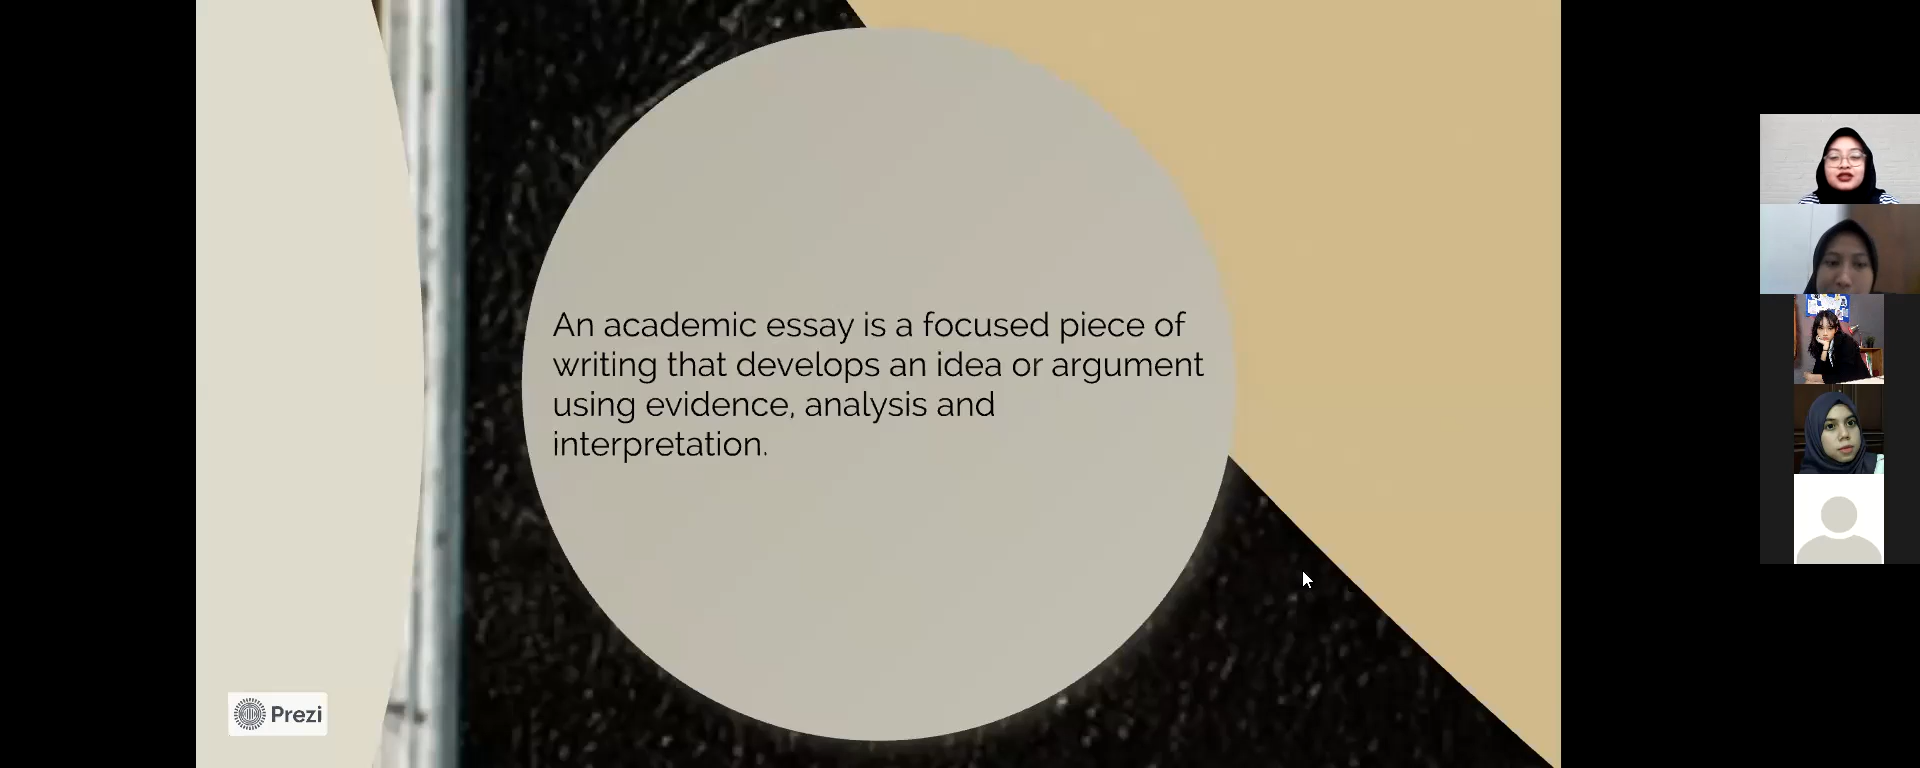 An academic essay is a focused piece of
writing that develops an idea or argument
using evidence, analysis and
interpretation.
Prezi